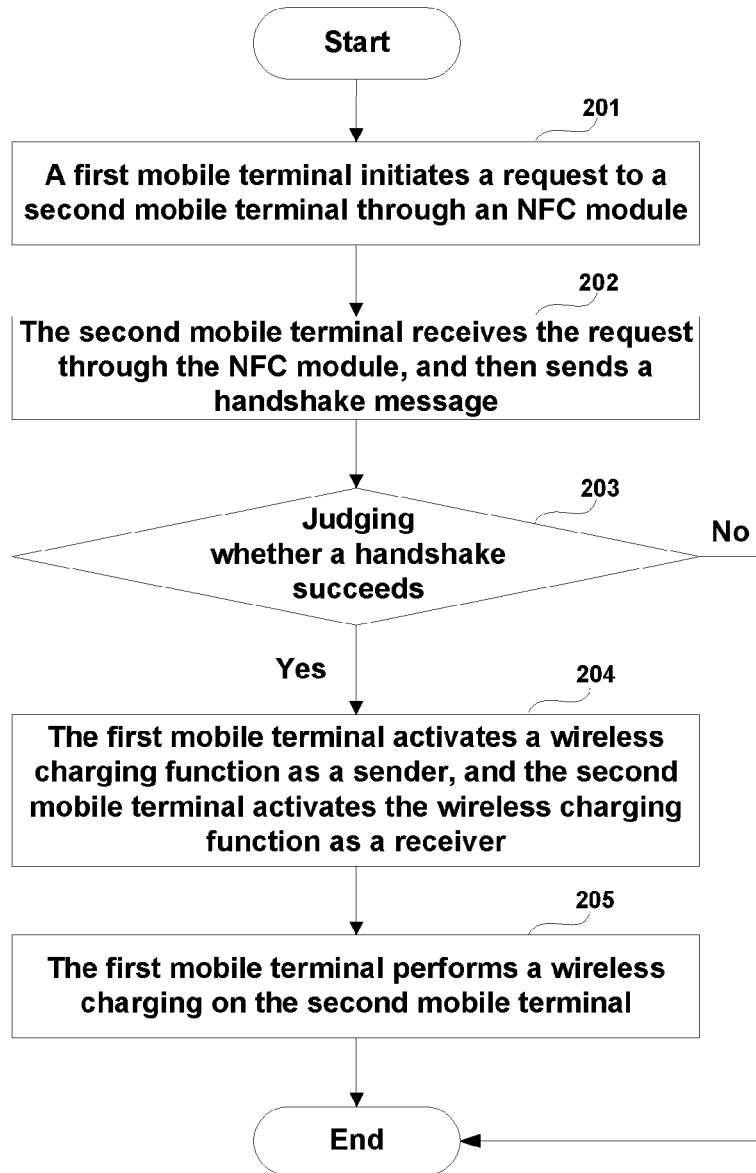 Start
201
A first mobile terminal initiates a request to a
second mobile terminal through an NFC module
202
The second mobile terminal receives the request
through the NFC module, and then sends a
handshake message
203
Judging
whether a handshake
succeeds
No
Yes
204
The first mobile terminal activates a wireless
charging function as a sender, and the second
mobile terminal activates the wireless charging
function as a receiver
205
The first mobile terminal performs a wireless
charging on the second mobile terminal
End